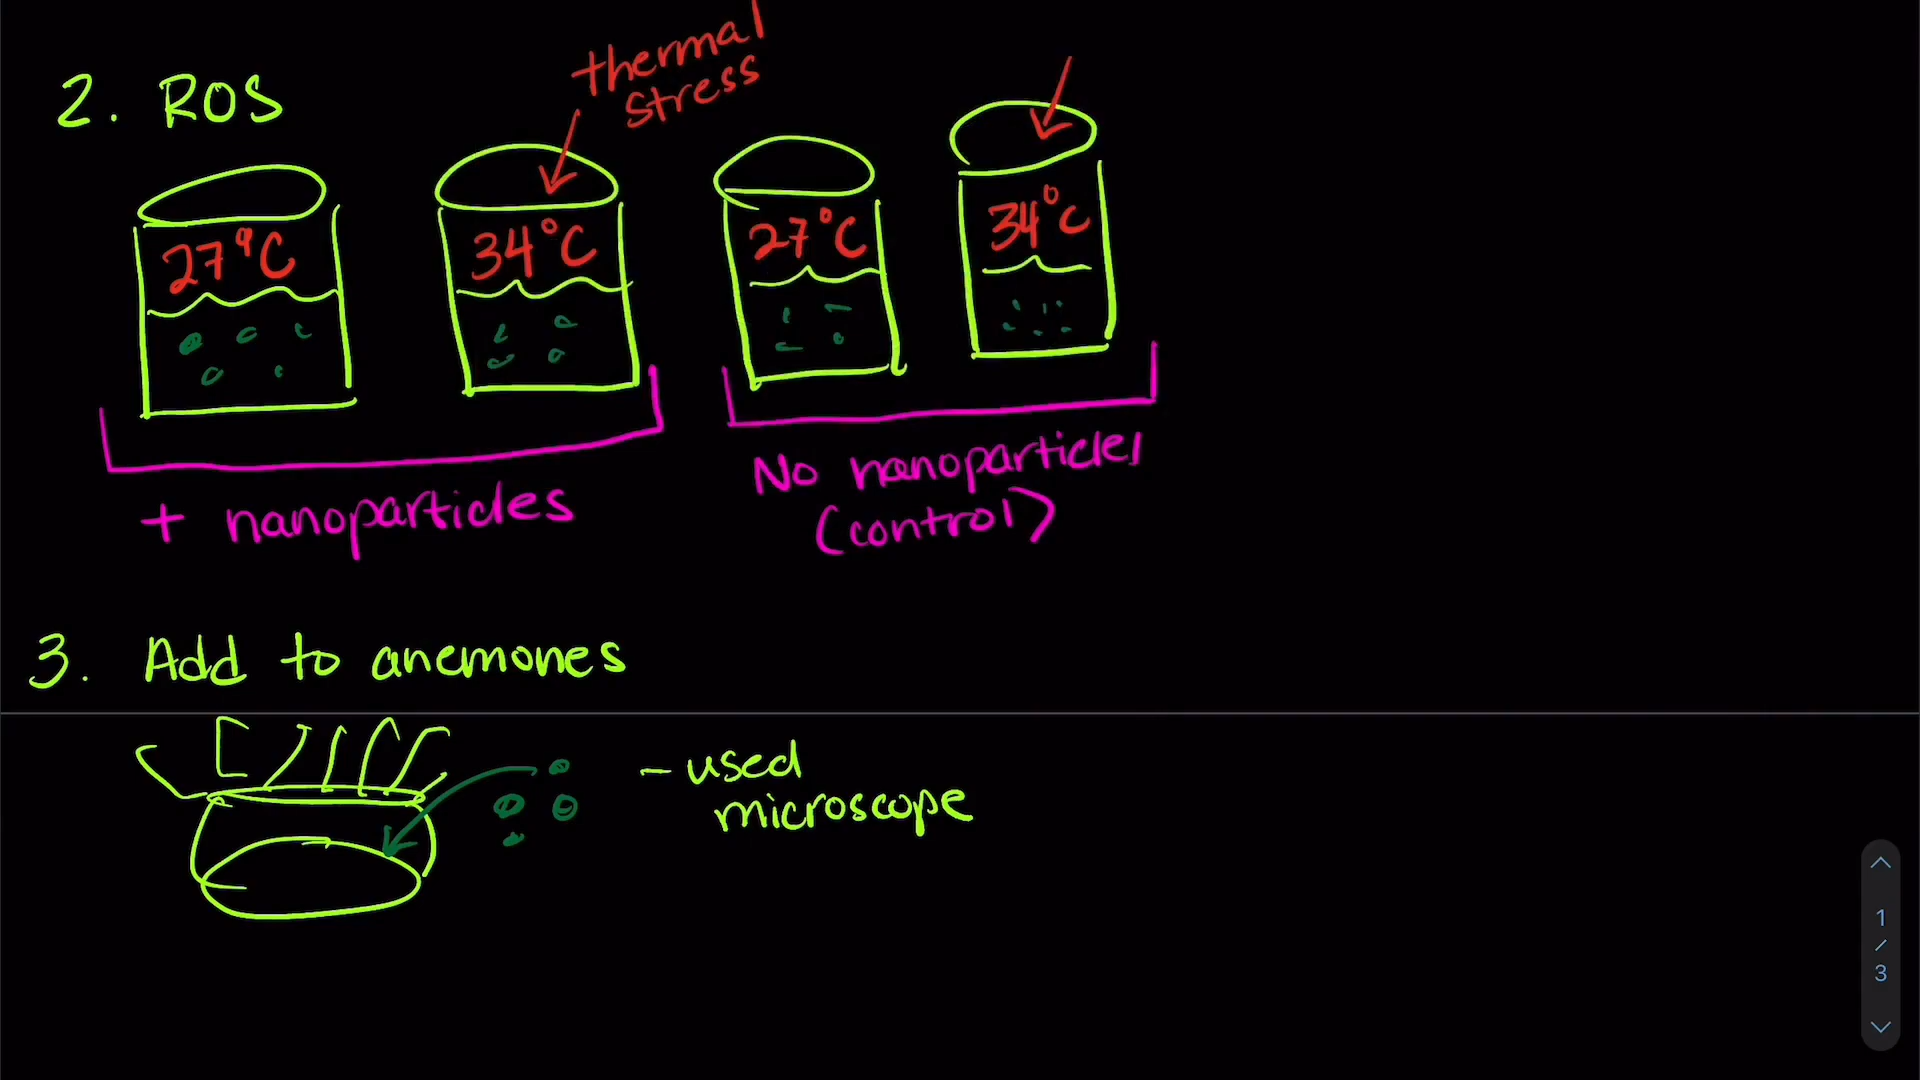 thermal
stress
2. ROS
27°C
34°C
27°C
34°C
+ nanoparticles
No nanoparticles
(control)
3. Add to anemones
- used
microscope
1
/
3